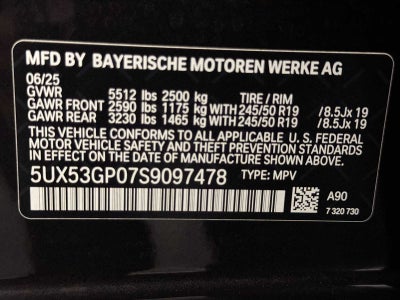 MFD BY BAYERISCHE MOTOREN WERKE AG
06/25
GVWR 5512 lbs 2500 kg TIRE / RIM
GAWR FRONT 2590 lbs 1175 kg WITH 245/50 R19 /8.5Jx 19
GAWR REAR 3230 lbs 1465 kg WITH 245/50 R19 /8.5Jx 19
THIS VEHICLE CONFORMS TO ALL APPLICABLE U. S. FEDERAL
MOTOR VEHICLE SAFETY AND THEFT PREVENTION STANDARDS
IN EFFECT ON THE DATE OF MANUFACTURE SHOWN ABOVE.
5UX53GP07S9097478 TYPE: MPV
A90
7 320 730